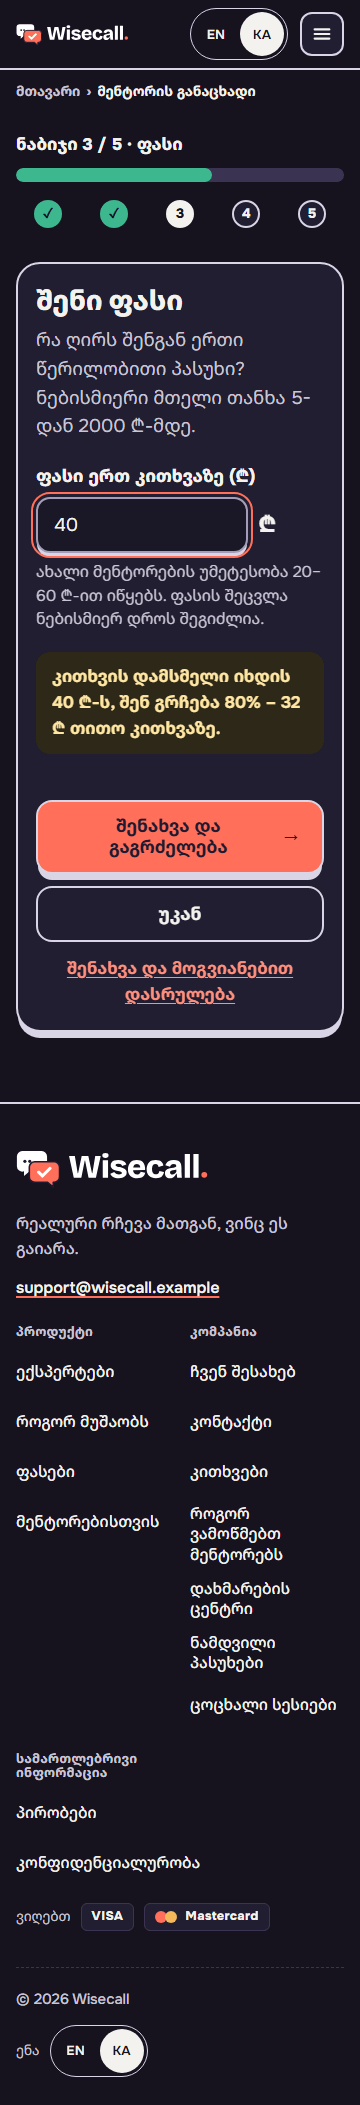 Wisecall.
EN KA
მთავარი › მენტორის განაცხადი
ნაბიჯი 3 / 5 · ფასი
✓ ✓ 3 4 5
შენი ფასი
რა ღირს შენგან ერთი
წერილობითი პასუხი?
ნებისმიერი მთელი თანხა 5-
დან 2000 ₾-მდე.
ფასი ერთ კითხვაზე (₾)
40 ₾
ახალი მენტორების უმეტესობა 20–
60 ₾-ით იწყებს. ფასის შეცვლა
ნებისმიერ დროს შეგიძლია.
კითხვის დამსმელი იხდის
40 ₾-ს, შენ გრჩება 80% – 32
₾ თითო კითხვაზე.
შენახვა და
გაგრძელება →
უკან
შენახვა და მოგვიანებით
დასრულება
Wisecall.
რეალური რჩევა მათგან, ვინც ეს
გაიარა.
support@wisecall.example
პროდუქტი
ექსპერტები
როგორ მუშაობს
ფასები
მენტორებისთვის
კომპანია
ჩვენ შესახებ
კონტაქტი
კითხვები
როგორ
ვამოწმებთ
მენტორებს
დახმარების
ცენტრი
ნამდვილი
პასუხები
ცოცხალი სესიები
სამართლებრივი
ინფორმაცია
პირობები
კონფიდენციალურობა
ვიღებთ VISA Mastercard
© 2026 Wisecall
ენა EN KA